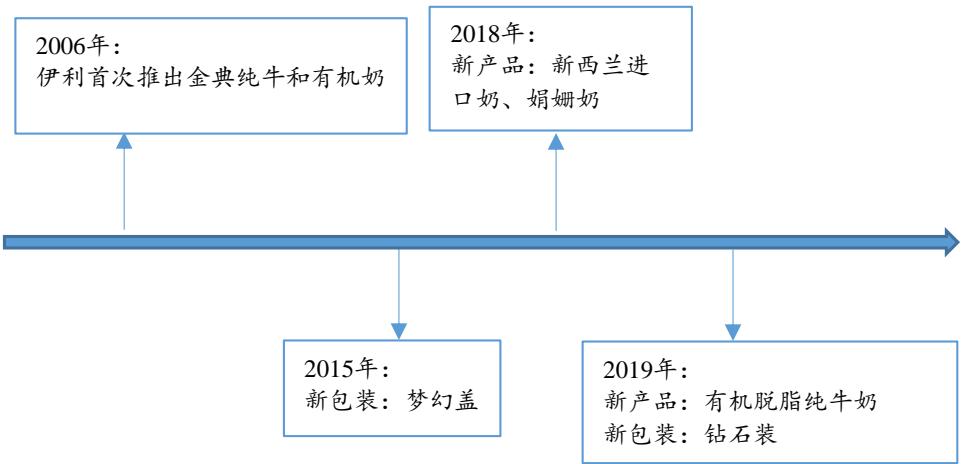 2006年：
伊利首次推出金典纯牛和有机奶
2018年：
新产品：新西兰进
口奶、娟姗奶
2015年：
新包装：梦幻盖
2019年：
新产品：有机脱脂纯牛奶
新包装：钻石装